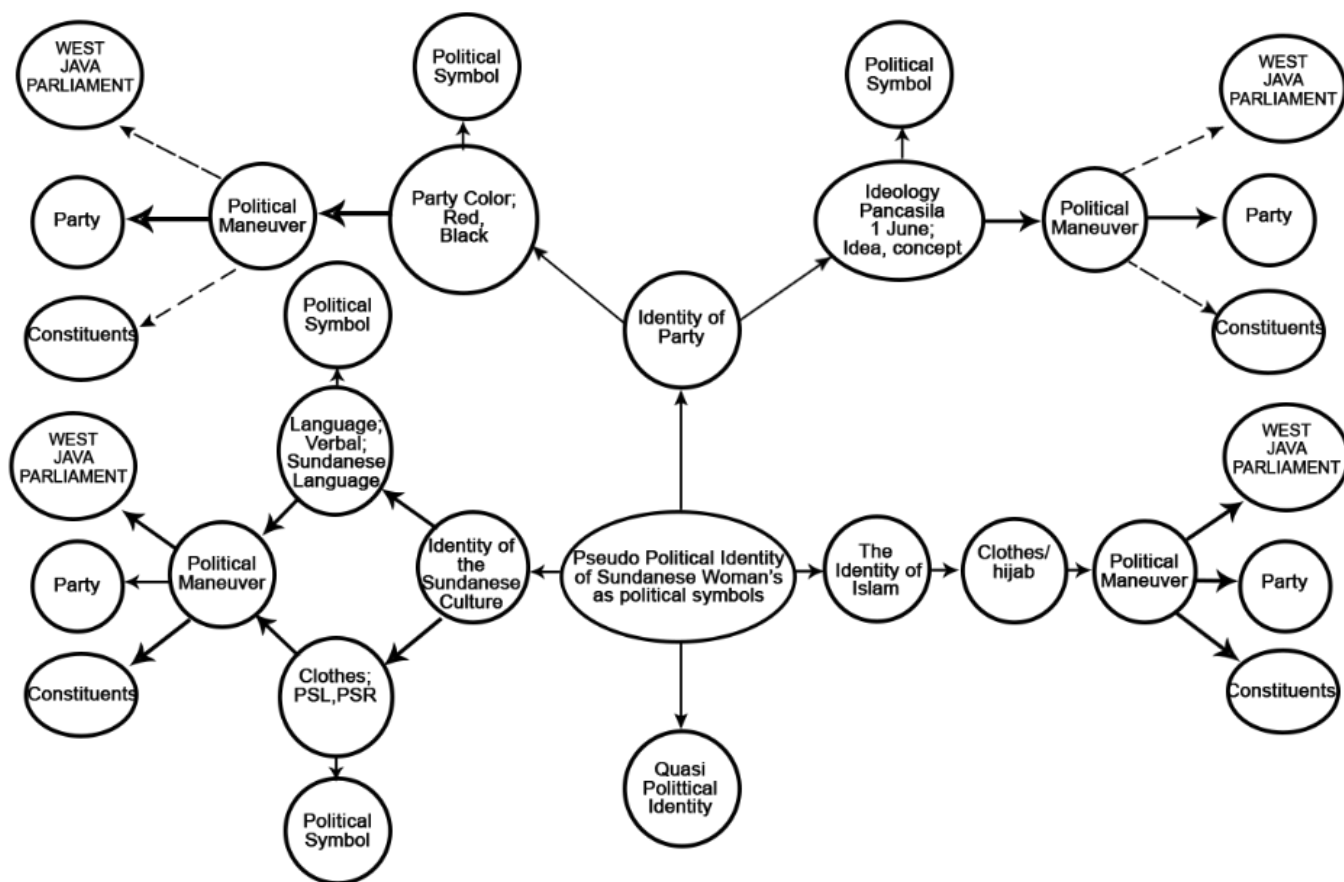 WEST
JAVA
PARLIAMENT
Political
Symbol
Political
Symbol
WEST
JAVA
PARLIAMENT
Party
Political
Maneuver
Party Color;
Red,
Black
Ideology
Pancasila
1 June;
Idea, concept
Political
Maneuver
Party
Constituents
Political
Symbol
Identity of
Party
Constituents
WEST
JAVA
PARLIAMENT
Language;
Verbal;
Sundanese
Language
WEST
JAVA
PARLIAMENT
Party
Political
Maneuver
Identity of
the
Sundanese
Culture
Pseudo Political Identity
of Sundanese Woman's
as political symbols
The
Identity of
Islam
Clothes/
hijab
Political
Maneuver
Party
Constituents
Clothes;
PSL,PSR
Constituents
Quasi
Polittical
Identity
Political
Symbol